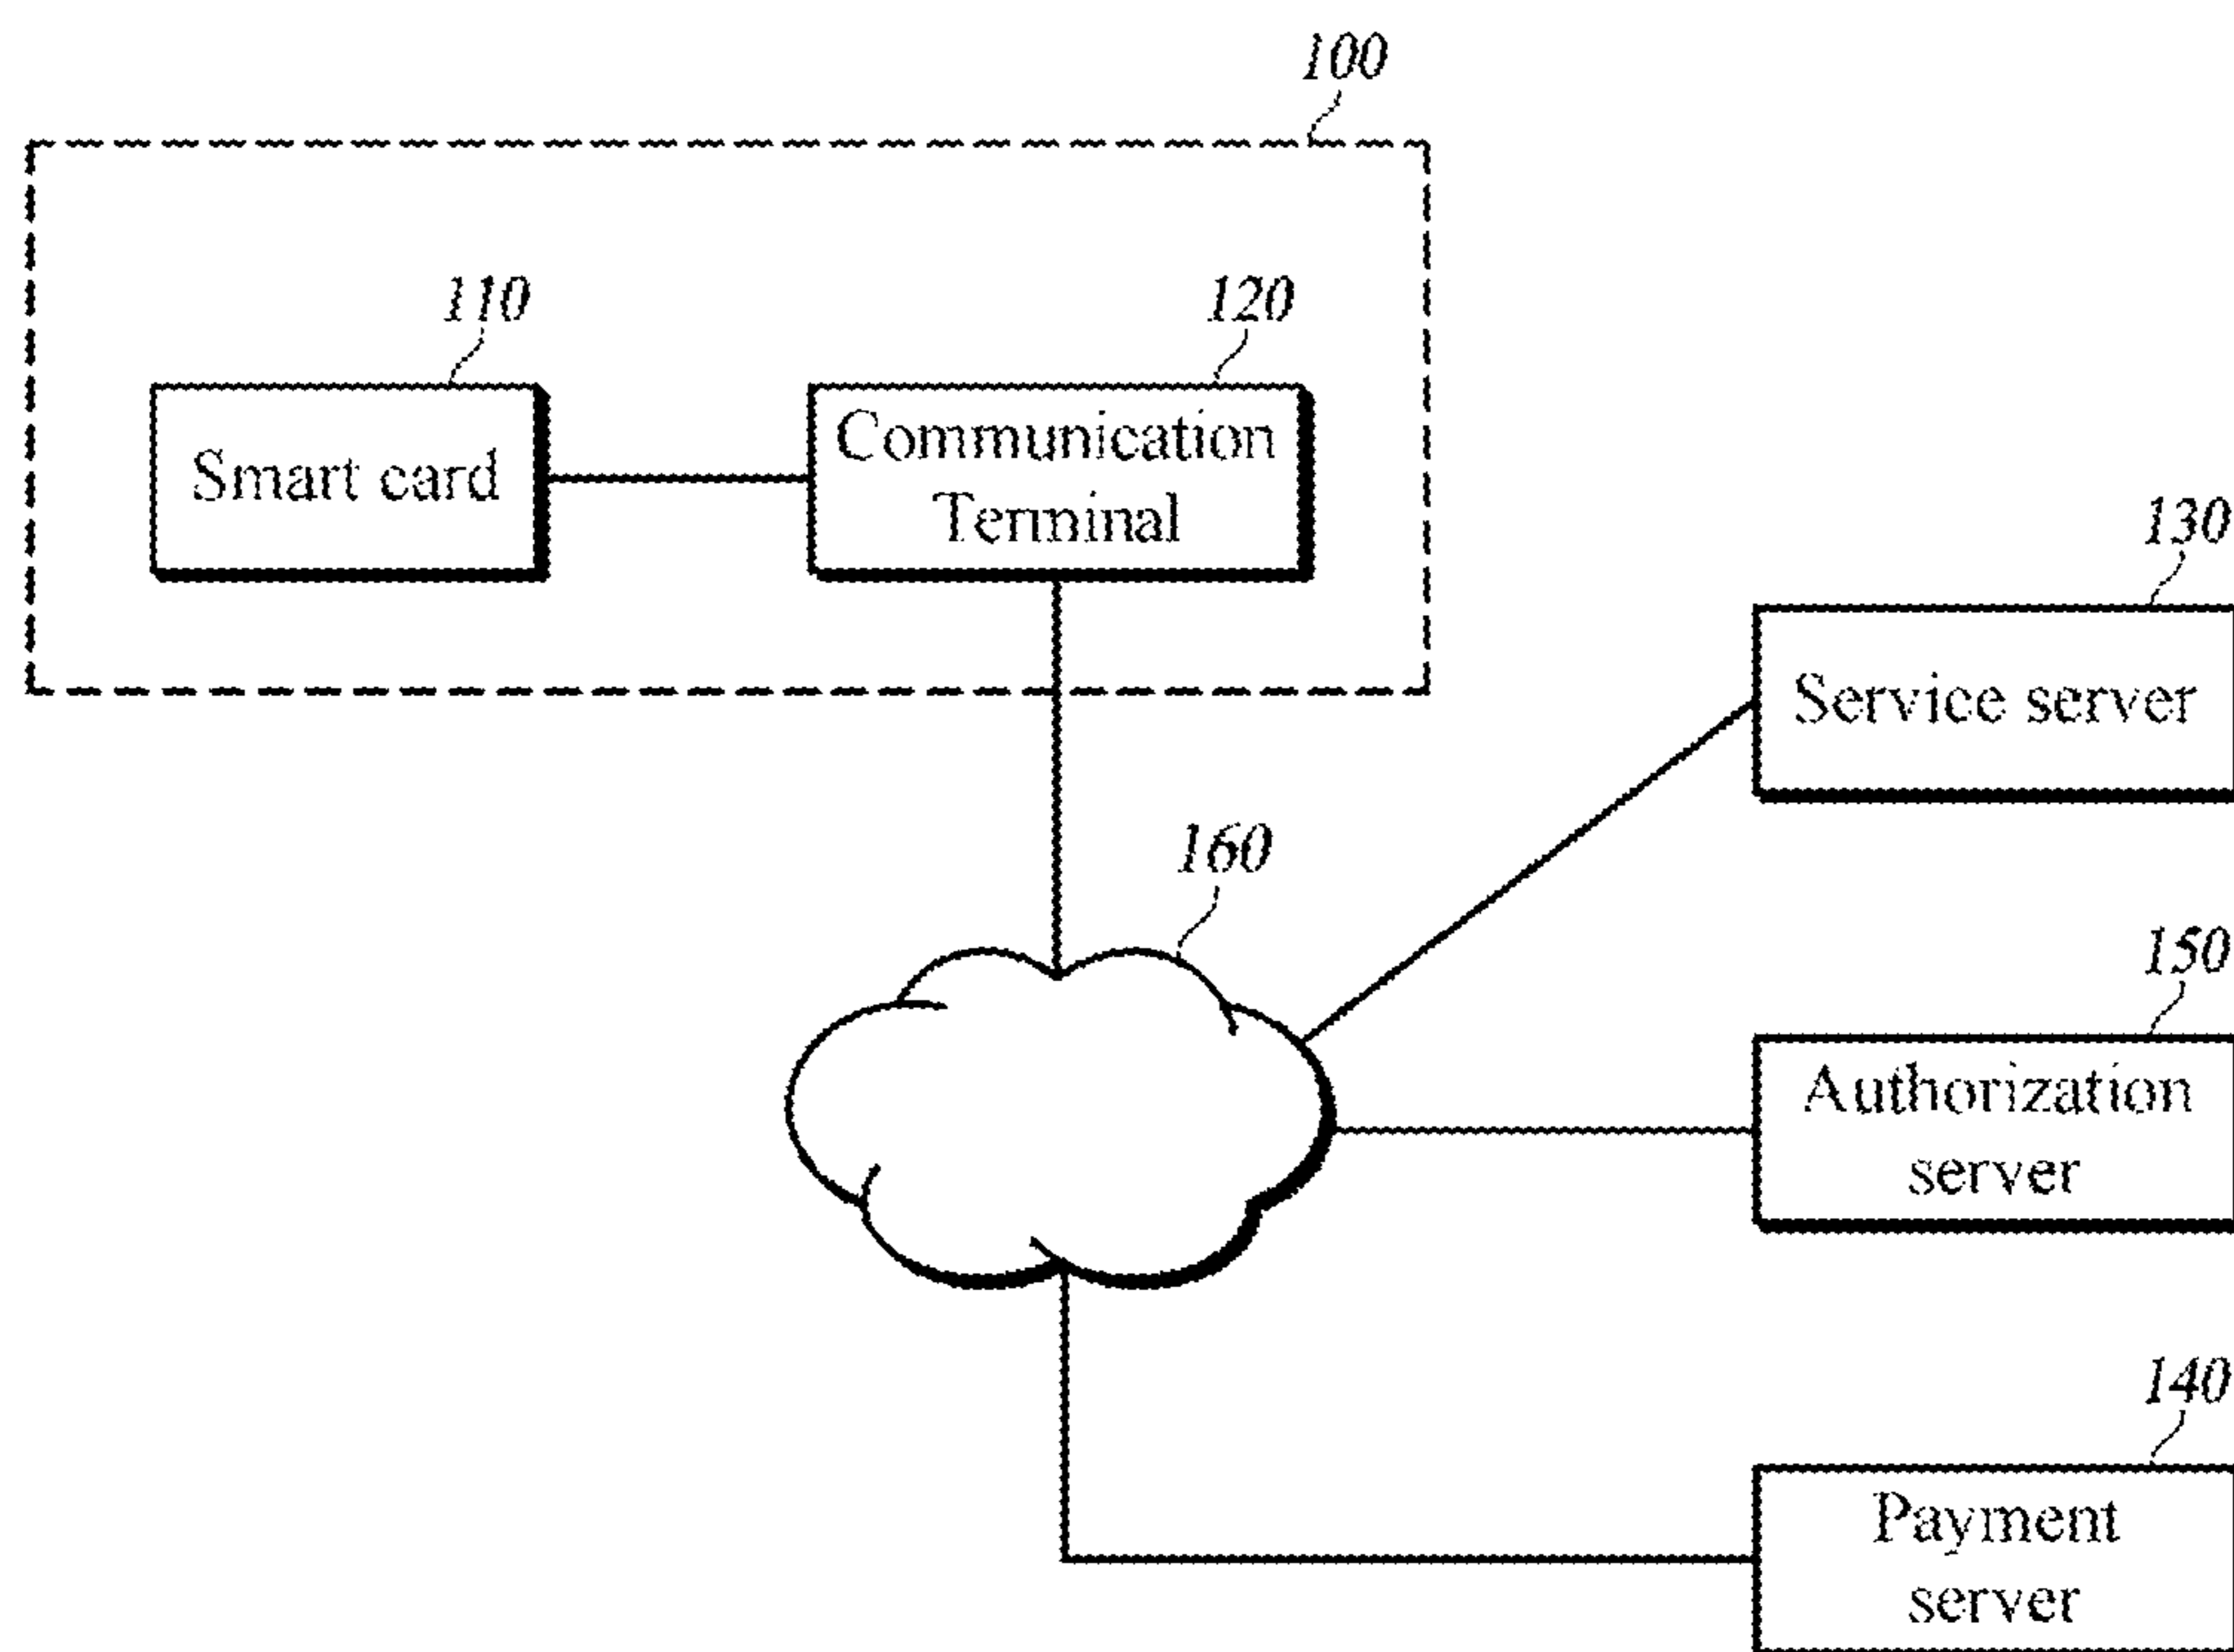 100
110
120
Smart card
Communication
Terminal
130
Service server
160
150
Authorization
server
140
Payment
server